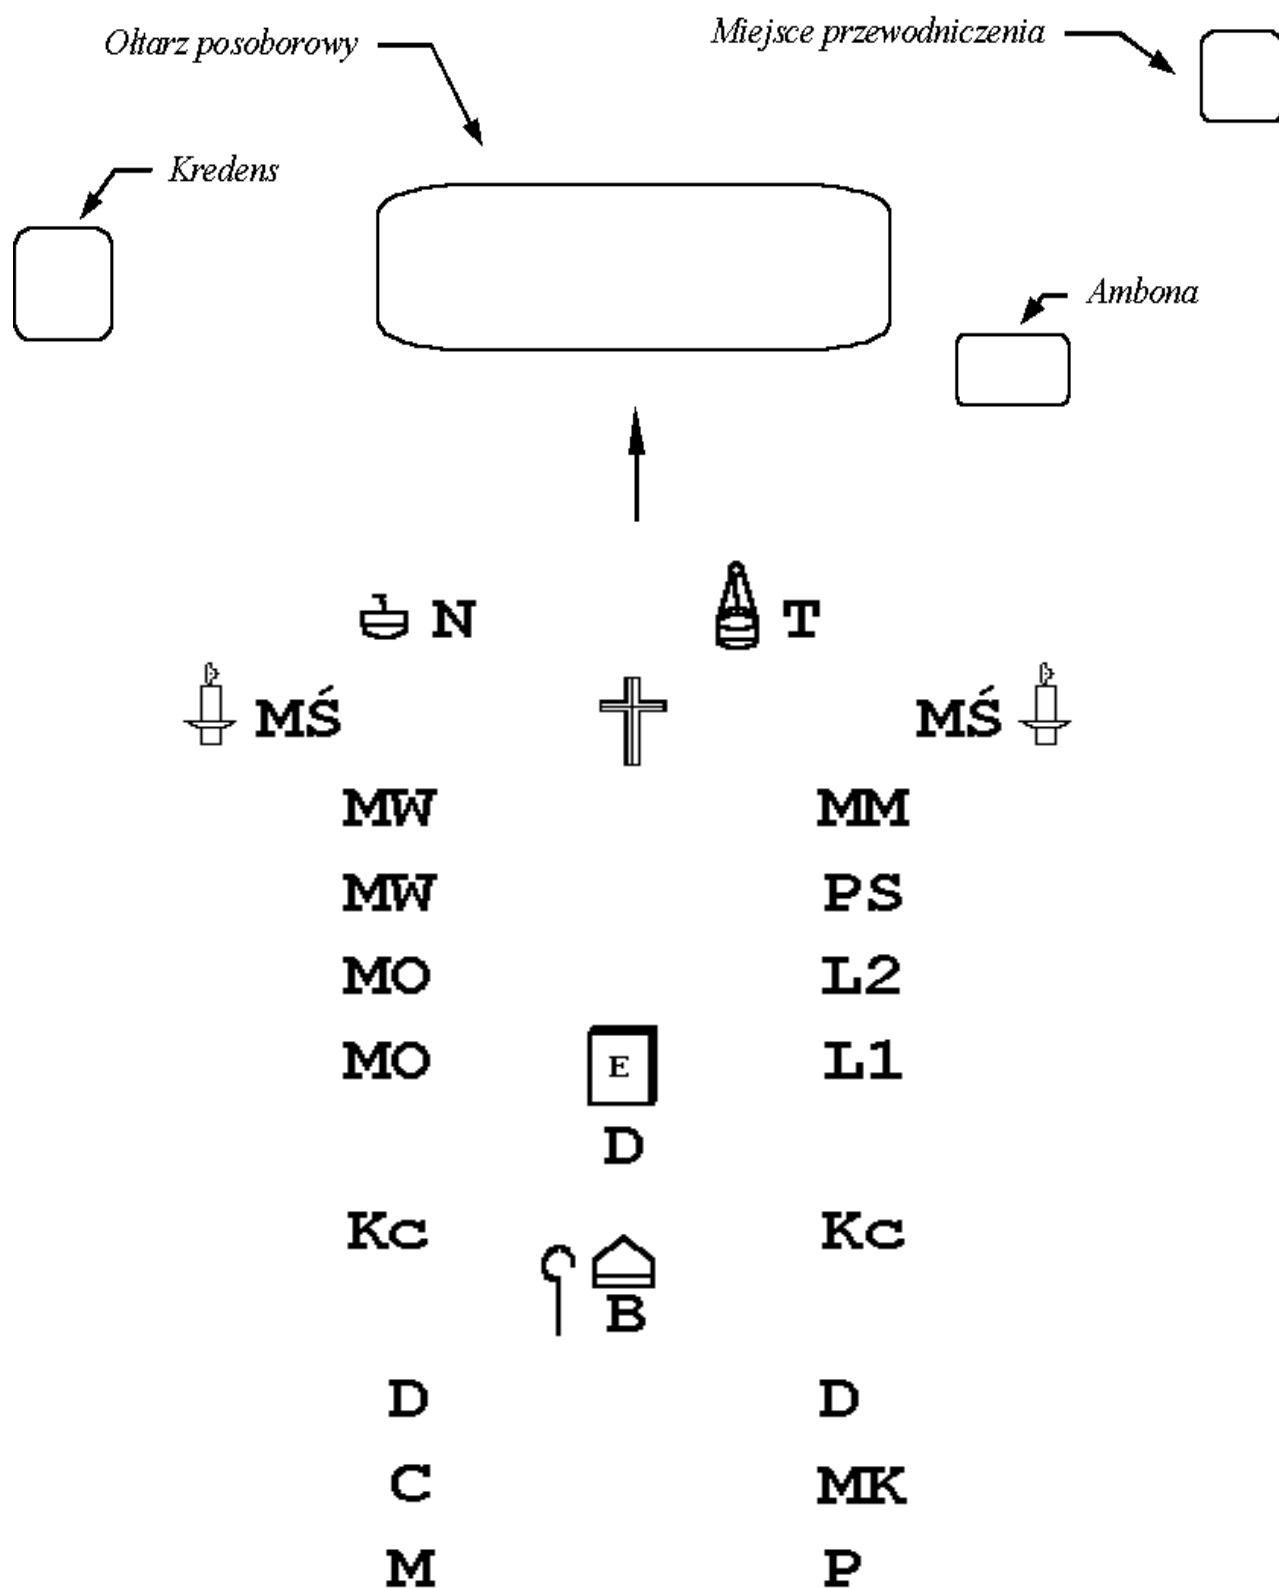 Ołtarz posoborowy
Miejsce przewodniczenia
Kredens
Ambona
N T
MŚ MŚ
MW MM
MW PS
MO L2
MO E L1
D
Kc Kc
B
D D
C MK
M P